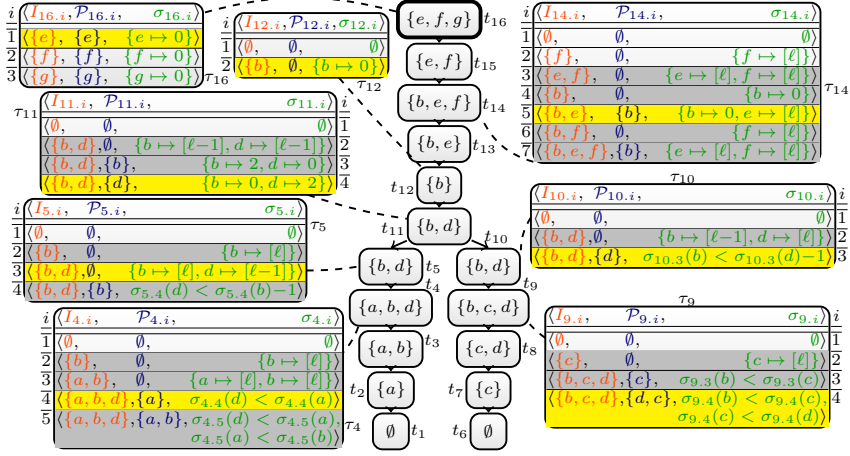 i ⟨I₁₆.ᵢ, 𝒫₁₆.ᵢ, σ₁₆.ᵢ⟩
1 ⟨{e}, {e}, {e ↦ 0}⟩
2 ⟨{f}, {f}, {f ↦ 0}⟩
3 ⟨{g}, {g}, {g ↦ 0}⟩
τ₁₆
i ⟨I₁₂.ᵢ, 𝒫₁₂.ᵢ, σ₁₂.ᵢ⟩
1 ⟨∅, ∅, ∅⟩
2 ⟨{b}, ∅, {b ↦ 0}⟩
τ₁₂
{e, f, g} t₁₆
{e, f} t₁₅
{b, e, f} t₁₄
{b, e} t₁₃
t₁₂ {b}
t₁₁ {b, d} t₁₀
{b, d} t₅
t₄ {a, b, d}
{a, b} t₃
t₂ {a}
∅ t₁
{b, d} t₉
{b, c, d}
{c, d} t₈
t₇ {c}
t₆ ∅
i ⟨I₁₄.ᵢ, 𝒫₁₄.ᵢ, σ₁₄.ᵢ⟩
1 ⟨∅, ∅, ∅⟩
2 ⟨{f}, ∅, {f ↦ [ℓ]}⟩
3 ⟨{e, f}, ∅, {e ↦ [ℓ], f ↦ [ℓ]}⟩
4 ⟨{b}, ∅, {b ↦ 0}⟩
5 ⟨{b, e}, {b}, {b ↦ 0, e ↦ [ℓ]}⟩
6 ⟨{b, f}, ∅, {f ↦ [ℓ]}⟩
7 ⟨{b, e, f}, {b}, {e ↦ [ℓ], f ↦ [ℓ]}⟩
τ₁₄
τ₁₁
⟨I₁₁.ᵢ, 𝒫₁₁.ᵢ, σ₁₁.ᵢ⟩ i
⟨∅, ∅, ∅⟩ 1
⟨{b, d},∅, {b ↦ [ℓ−1], d ↦ [ℓ−1]}⟩ 2
⟨{b, d},{b}, {b ↦ 2, d ↦ 0}⟩ 3
⟨{b, d},{d}, {b ↦ 0, d ↦ 2}⟩ 4
τ₁₀
⟨I₁₀.ᵢ, 𝒫₁₀.ᵢ, σ₁₀.ᵢ⟩ i
⟨∅, ∅, ∅⟩ 1
⟨{b, d},∅, {b ↦ [ℓ−1], d ↦ [ℓ]}⟩ 2
⟨{b, d},{d}, σ₁₀.₃(b) < σ₁₀.₃(d)−1⟩ 3
i ⟨I₅.ᵢ, 𝒫₅.ᵢ, σ₅.ᵢ⟩ τ₅
1 ⟨∅, ∅, ∅⟩
2 ⟨{b}, ∅, {b ↦ [ℓ]}⟩
3 ⟨{b, d},∅, {b ↦ [ℓ], d ↦ [ℓ−1]}⟩
4 ⟨{b, d},{b}, σ₅.₄(d) < σ₅.₄(b)−1⟩
i ⟨I₄.ᵢ, 𝒫₄.ᵢ, σ₄.ᵢ⟩
1 ⟨∅, ∅, ∅⟩
2 ⟨{b}, ∅, {b ↦ [ℓ]}⟩
3 ⟨{a, b}, ∅, {a ↦ [ℓ], b ↦ [ℓ]}⟩
4 ⟨{a, b, d},{a}, σ₄.₄(d) < σ₄.₄(a)⟩
5 ⟨{a, b, d},{a, b}, σ₄.₅(d) < σ₄.₅(a),
σ₄.₅(a) < σ₄.₅(b)⟩
τ₄
τ₉
⟨I₉.ᵢ, 𝒫₉.ᵢ, σ₉.ᵢ⟩ i
⟨∅, ∅, ∅⟩ 1
⟨{c}, ∅, {c ↦ [ℓ]}⟩ 2
⟨{b, c, d},{c}, σ₉.₃(b) < σ₉.₃(c)⟩ 3
⟨{b, c, d},{d, c}, σ₉.₄(b) < σ₉.₄(c), 4
σ₉.₄(c) < σ₉.₄(d)⟩